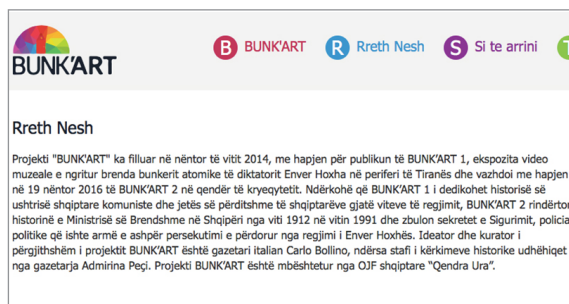 BUNK'ART
B BUNK'ART R Rreth Nesh S Si te arrini
Rreth Nesh
Projekti "BUNK'ART" ka filluar në nëntor të vitit 2014, me hapjen për publikun të BUNK'ART 1, ekspozita video
muzeale e ngritur brenda bunkerit atomike të diktatorit Enver Hoxha në periferi të Tiranës dhe vazhdoi me hapjen
në 19 nëntor 2016 të BUNK'ART 2 në qendër të kryeqytetit. Ndërkohë që BUNK'ART 1 i dedikohet historisë së
ushtrisë shqiptare komuniste dhe jetës së përditshme të shqiptarëve gjatë viteve të regjimit, BUNK'ART 2 rindërton
historinë e Ministrisë së Brendshme në Shqipëri nga viti 1912 në vitin 1991 dhe zbulon sekretet e Sigurimit, policia
politike që ishte armë e ashpër persekutimi e përdorur nga regjimi i Enver Hoxhës. Ideator dhe kurator i
përgjithshëm i projektit BUNK'ART është gazetari italian Carlo Bollino, ndërsa stafi i kërkimeve historike udhëhiqet
nga gazetarja Admirina Peçi. Projekti BUNK'ART është mbështetur nga OJF shqiptare "Qendra Ura".